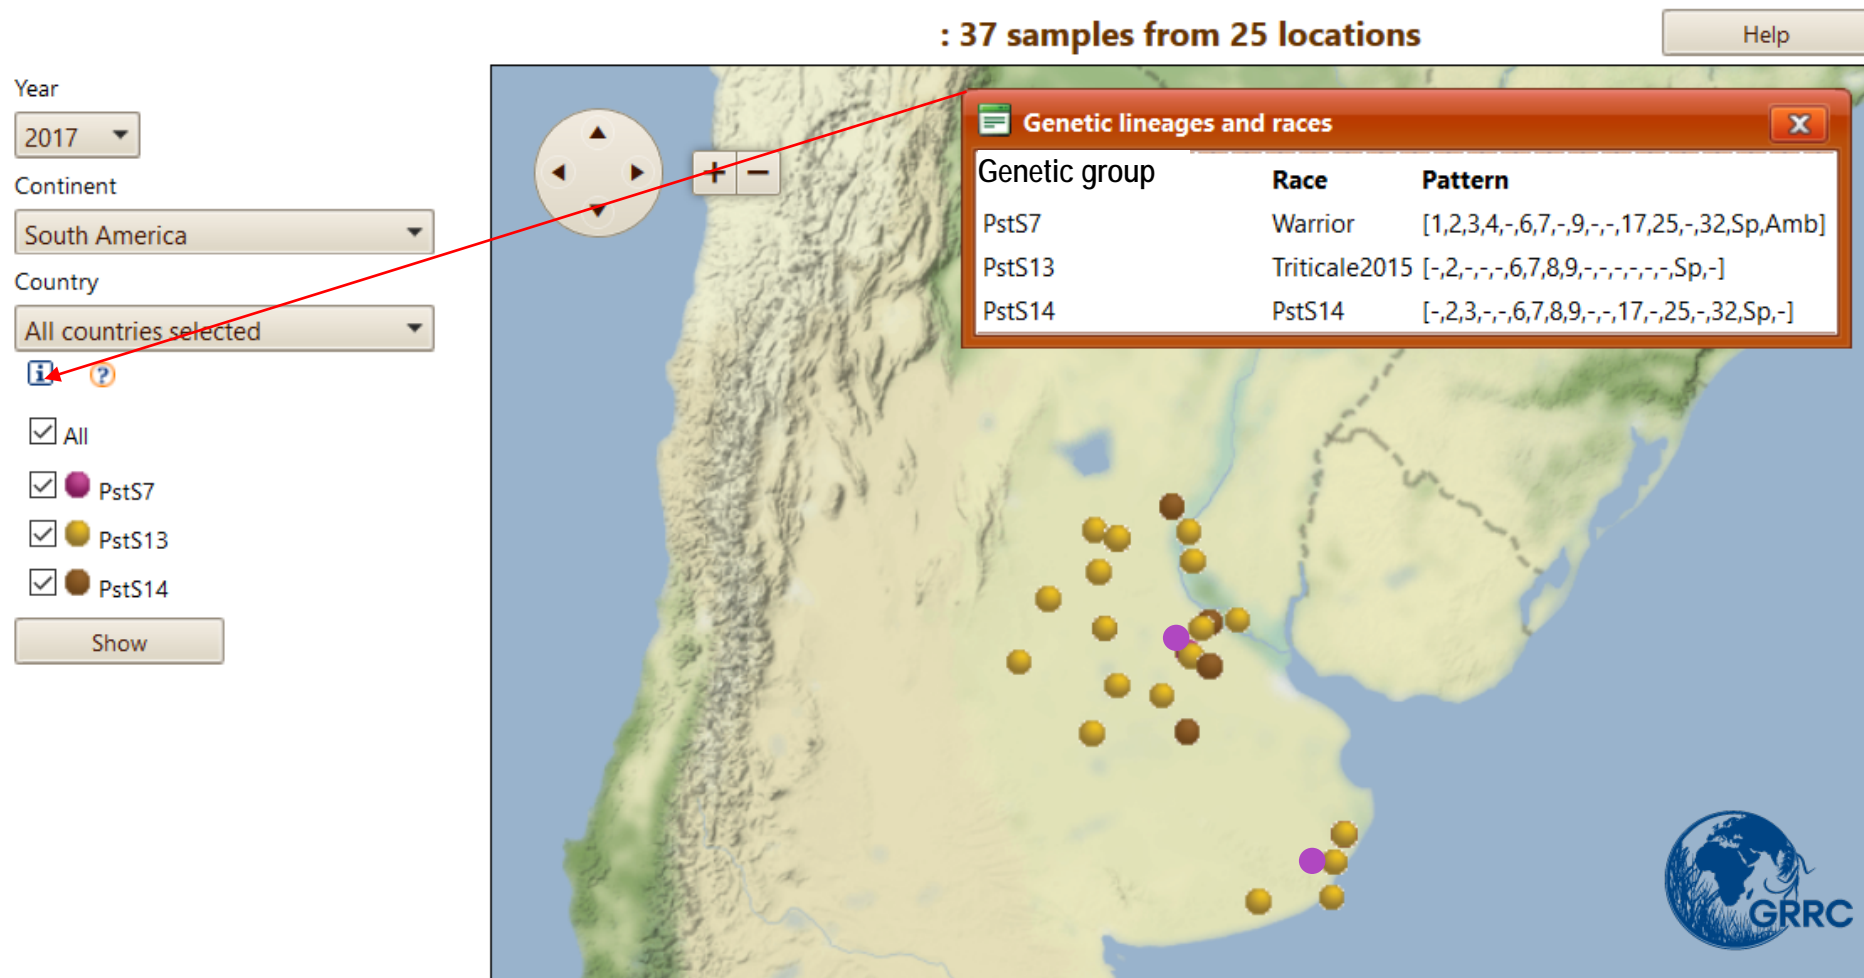 : 37 samples from 25 locations
Help
Year
2017
Continent
South America
Country
All countries selected
All
PstS7
PstS13
PstS14
Show
+ −
Genetic lineages and races
Genetic group Race Pattern
PstS7 Warrior [1,2,3,4,-,6,7,-,9,-,-,17,25,-,32,Sp,Amb]
PstS13 Triticale2015 [-,2,-,-,-,6,7,8,9,-,-,-,-,-,-,Sp,-]
PstS14 PstS14 [-,2,3,-,-,6,7,8,9,-,-,17,-,25,-,32,Sp,-]
GRRC